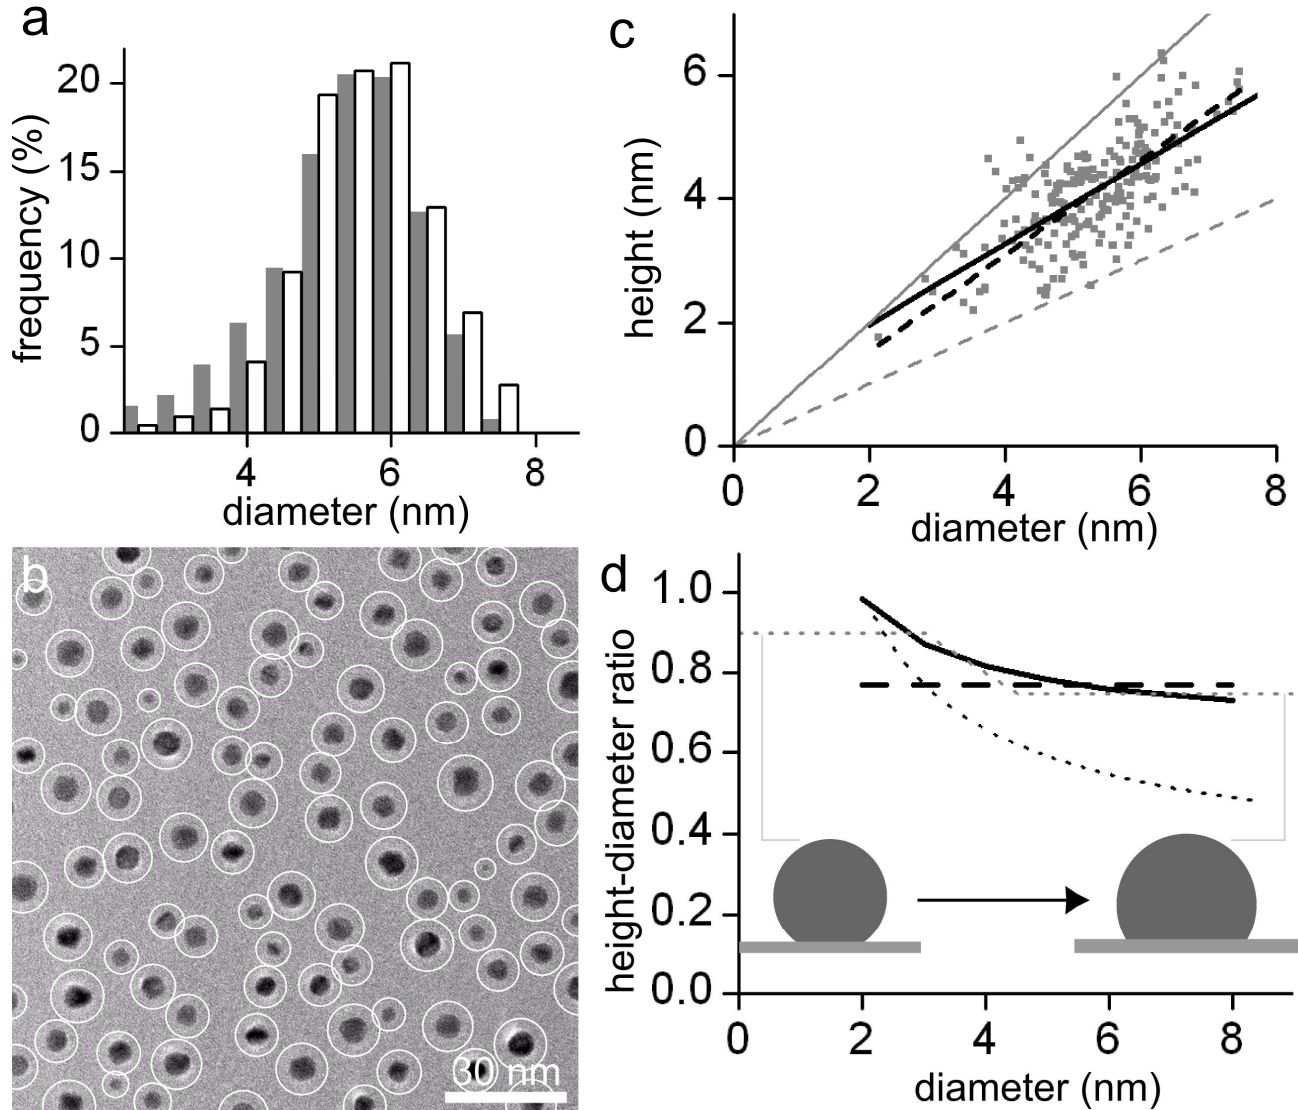 a
frequency (%)
20
15
10
5
0
4 6 8
diameter (nm)
b
30 nm
c
height (nm)
6
4
2
0
0 2 4 6 8
diameter (nm)
d
height-diameter ratio
1.0
0.8
0.6
0.4
0.2
0.0
0 2 4 6 8
diameter (nm)